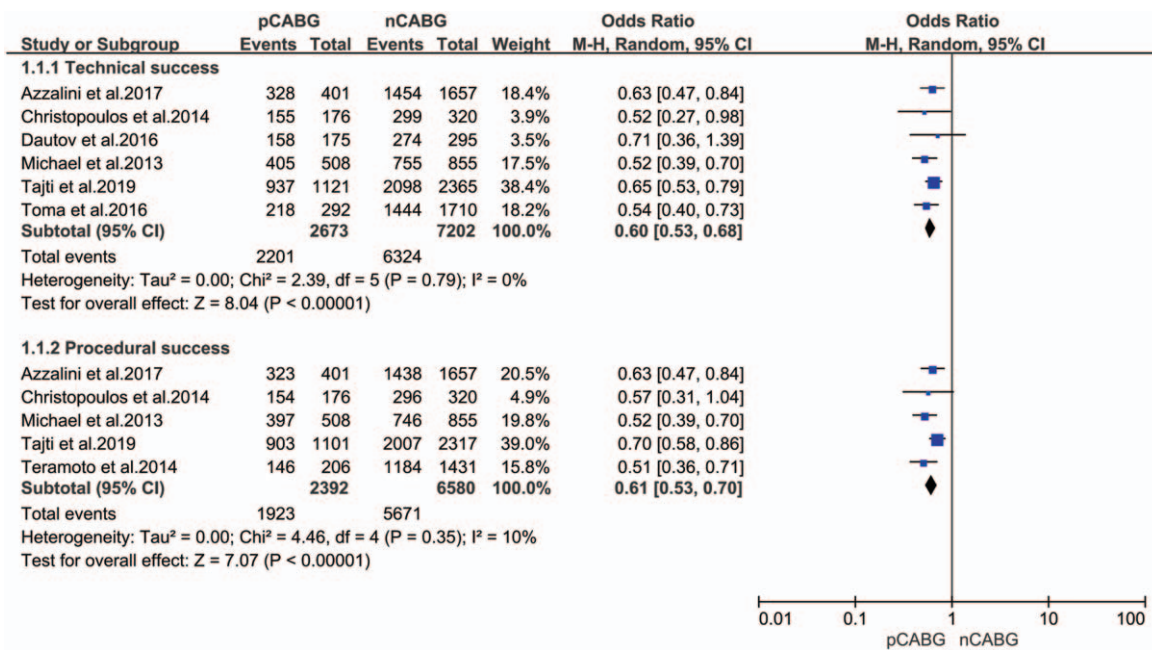 pCABG nCABG Odds Ratio Odds Ratio
Study or Subgroup Events Total Events Total Weight M-H, Random, 95% CI M-H, Random, 95% CI
1.1.1 Technical success
Azzalini et al.2017 328 401 1454 1657 18.4% 0.63 [0.47, 0.84]
Christopoulos et al.2014 155 176 299 320 3.9% 0.52 [0.27, 0.98]
Dautov et al.2016 158 175 274 295 3.5% 0.71 [0.36, 1.39]
Michael et al.2013 405 508 755 855 17.5% 0.52 [0.39, 0.70]
Tajti et al.2019 937 1121 2098 2365 38.4% 0.65 [0.53, 0.79]
Toma et al.2016 218 292 1444 1710 18.2% 0.54 [0.40, 0.73]
Subtotal (95% CI) 2673 7202 100.0% 0.60 [0.53, 0.68]
Total events 2201 6324
Heterogeneity: Tau² = 0.00; Chi² = 2.39, df = 5 (P = 0.79); I² = 0%
Test for overall effect: Z = 8.04 (P < 0.00001)
1.1.2 Procedural success
Azzalini et al.2017 323 401 1438 1657 20.5% 0.63 [0.47, 0.84]
Christopoulos et al.2014 154 176 296 320 4.9% 0.57 [0.31, 1.04]
Michael et al.2013 397 508 746 855 19.8% 0.52 [0.39, 0.70]
Tajti et al.2019 903 1101 2007 2317 39.0% 0.70 [0.58, 0.86]
Teramoto et al.2014 146 206 1184 1431 15.8% 0.51 [0.36, 0.71]
Subtotal (95% CI) 2392 6580 100.0% 0.61 [0.53, 0.70]
Total events 1923 5671
Heterogeneity: Tau² = 0.00; Chi² = 4.46, df = 4 (P = 0.35); I² = 10%
Test for overall effect: Z = 7.07 (P < 0.00001)
0.01 0.1 1 10 100
pCABG nCABG